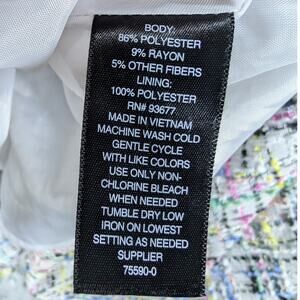 BODY:
86% POLYESTER
9% RAYON
5% OTHER FIBERS
LINING:
100% POLYESTER
RN# 93677
MADE IN VIETNAM
MACHINE WASH COLD
GENTLE CYCLE
WITH LIKE COLORS
USE ONLY NON-
CHLORINE BLEACH
WHEN NEEDED
TUMBLE DRY LOW
IRON ON LOWEST
SETTING AS NEEDED
SUPPLIER
75590-0